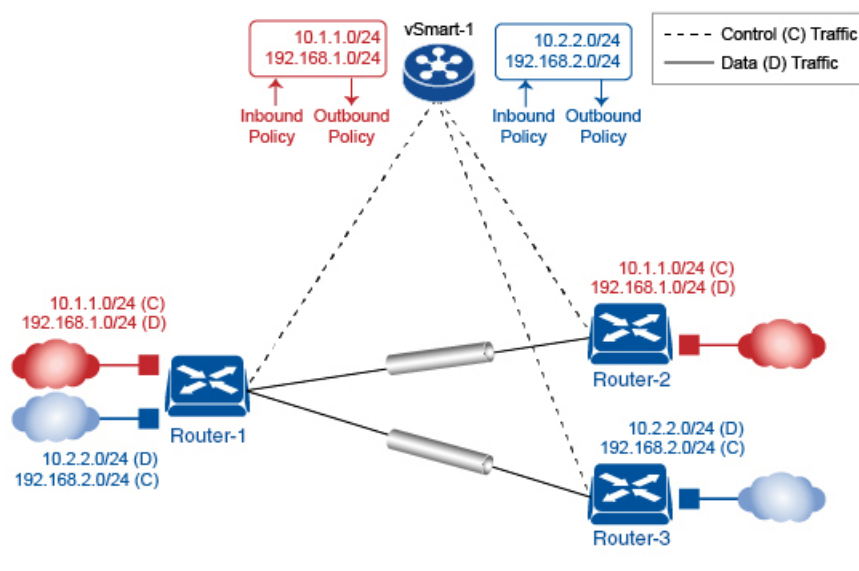 vSmart-1
10.1.1.0/24
192.168.1.0/24
Inbound Policy
Outbound Policy
10.2.2.0/24
192.168.2.0/24
Inbound Policy
Outbound Policy
Control (C) Traffic
Data (D) Traffic
10.1.1.0/24 (C)
192.168.1.0/24 (D)
Router-1
10.2.2.0/24 (D)
192.168.2.0/24 (C)
10.1.1.0/24 (C)
192.168.1.0/24 (D)
Router-2
10.2.2.0/24 (D)
192.168.2.0/24 (C)
Router-3